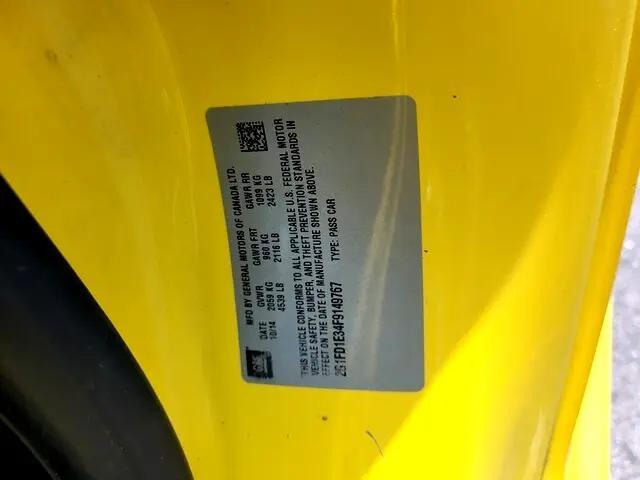 MFD BY GENERAL MOTORS OF CANADA LTD.
DATE GVWR GAWR FRT GAWR RR
10/14 2059 KG 960 KG 1099 KG
4539 LB 2116 LB 2423 LB
THIS VEHICLE CONFORMS TO ALL APPLICABLE U.S. FEDERAL MOTOR
VEHICLE SAFETY, BUMPER, AND THEFT PREVENTION STANDARDS IN
EFFECT ON THE DATE OF MANUFACTURE SHOWN ABOVE.
2G1FD1E34F9149767 TYPE: PASS CAR